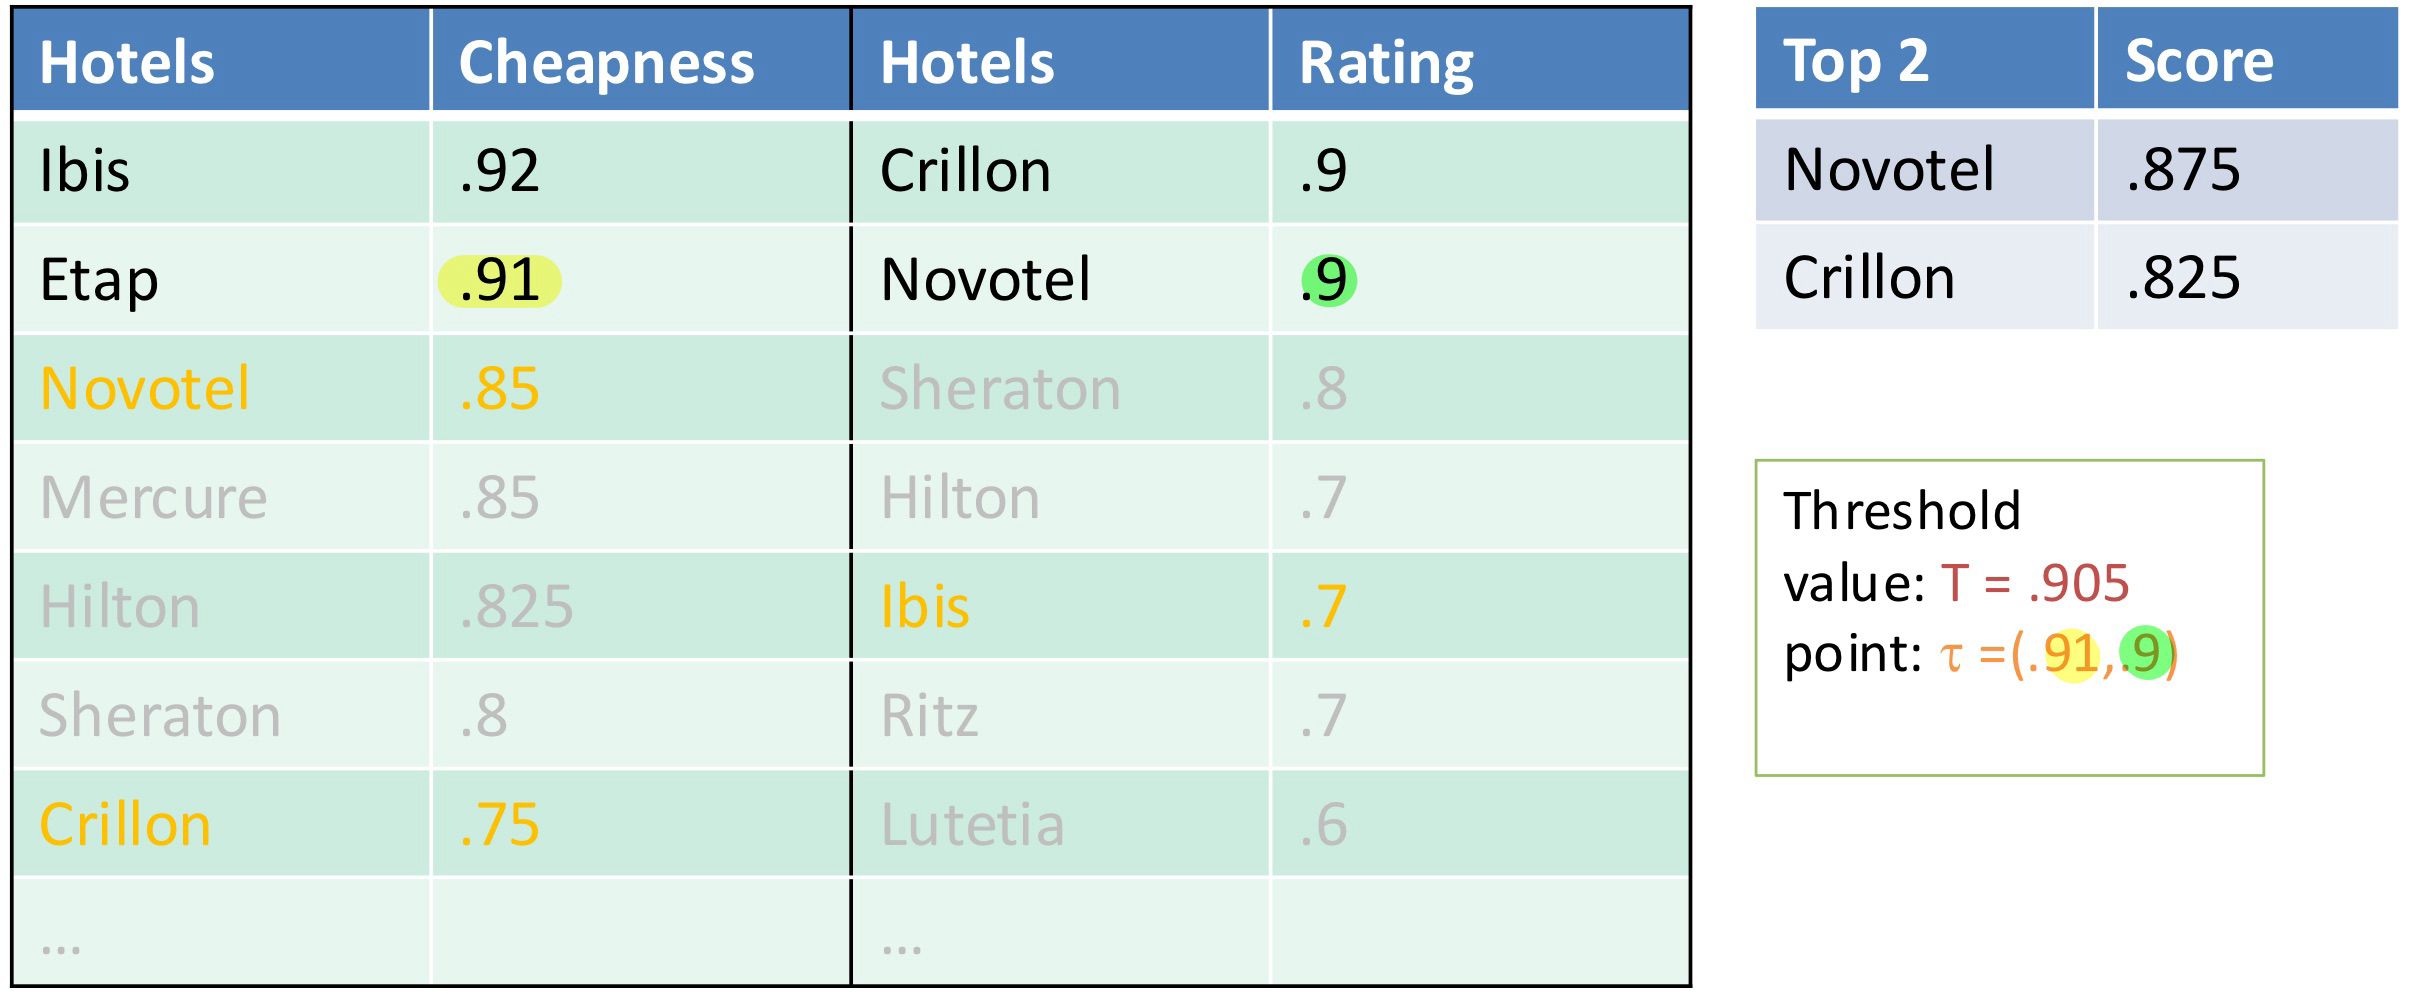 Hotels Cheapness Hotels Rating
Ibis .92 Crillon .9
Etap .91 Novotel .9
Novotel .85 Sheraton .8
Mercure .85 Hilton .7
Hilton .825 Ibis .7
Sheraton .8 Ritz .7
Crillon .75 Lutetia .6
... ...
Top 2 Score
Novotel .875
Crillon .825
Threshold
value: T = .905
point: τ =(.91,.9)